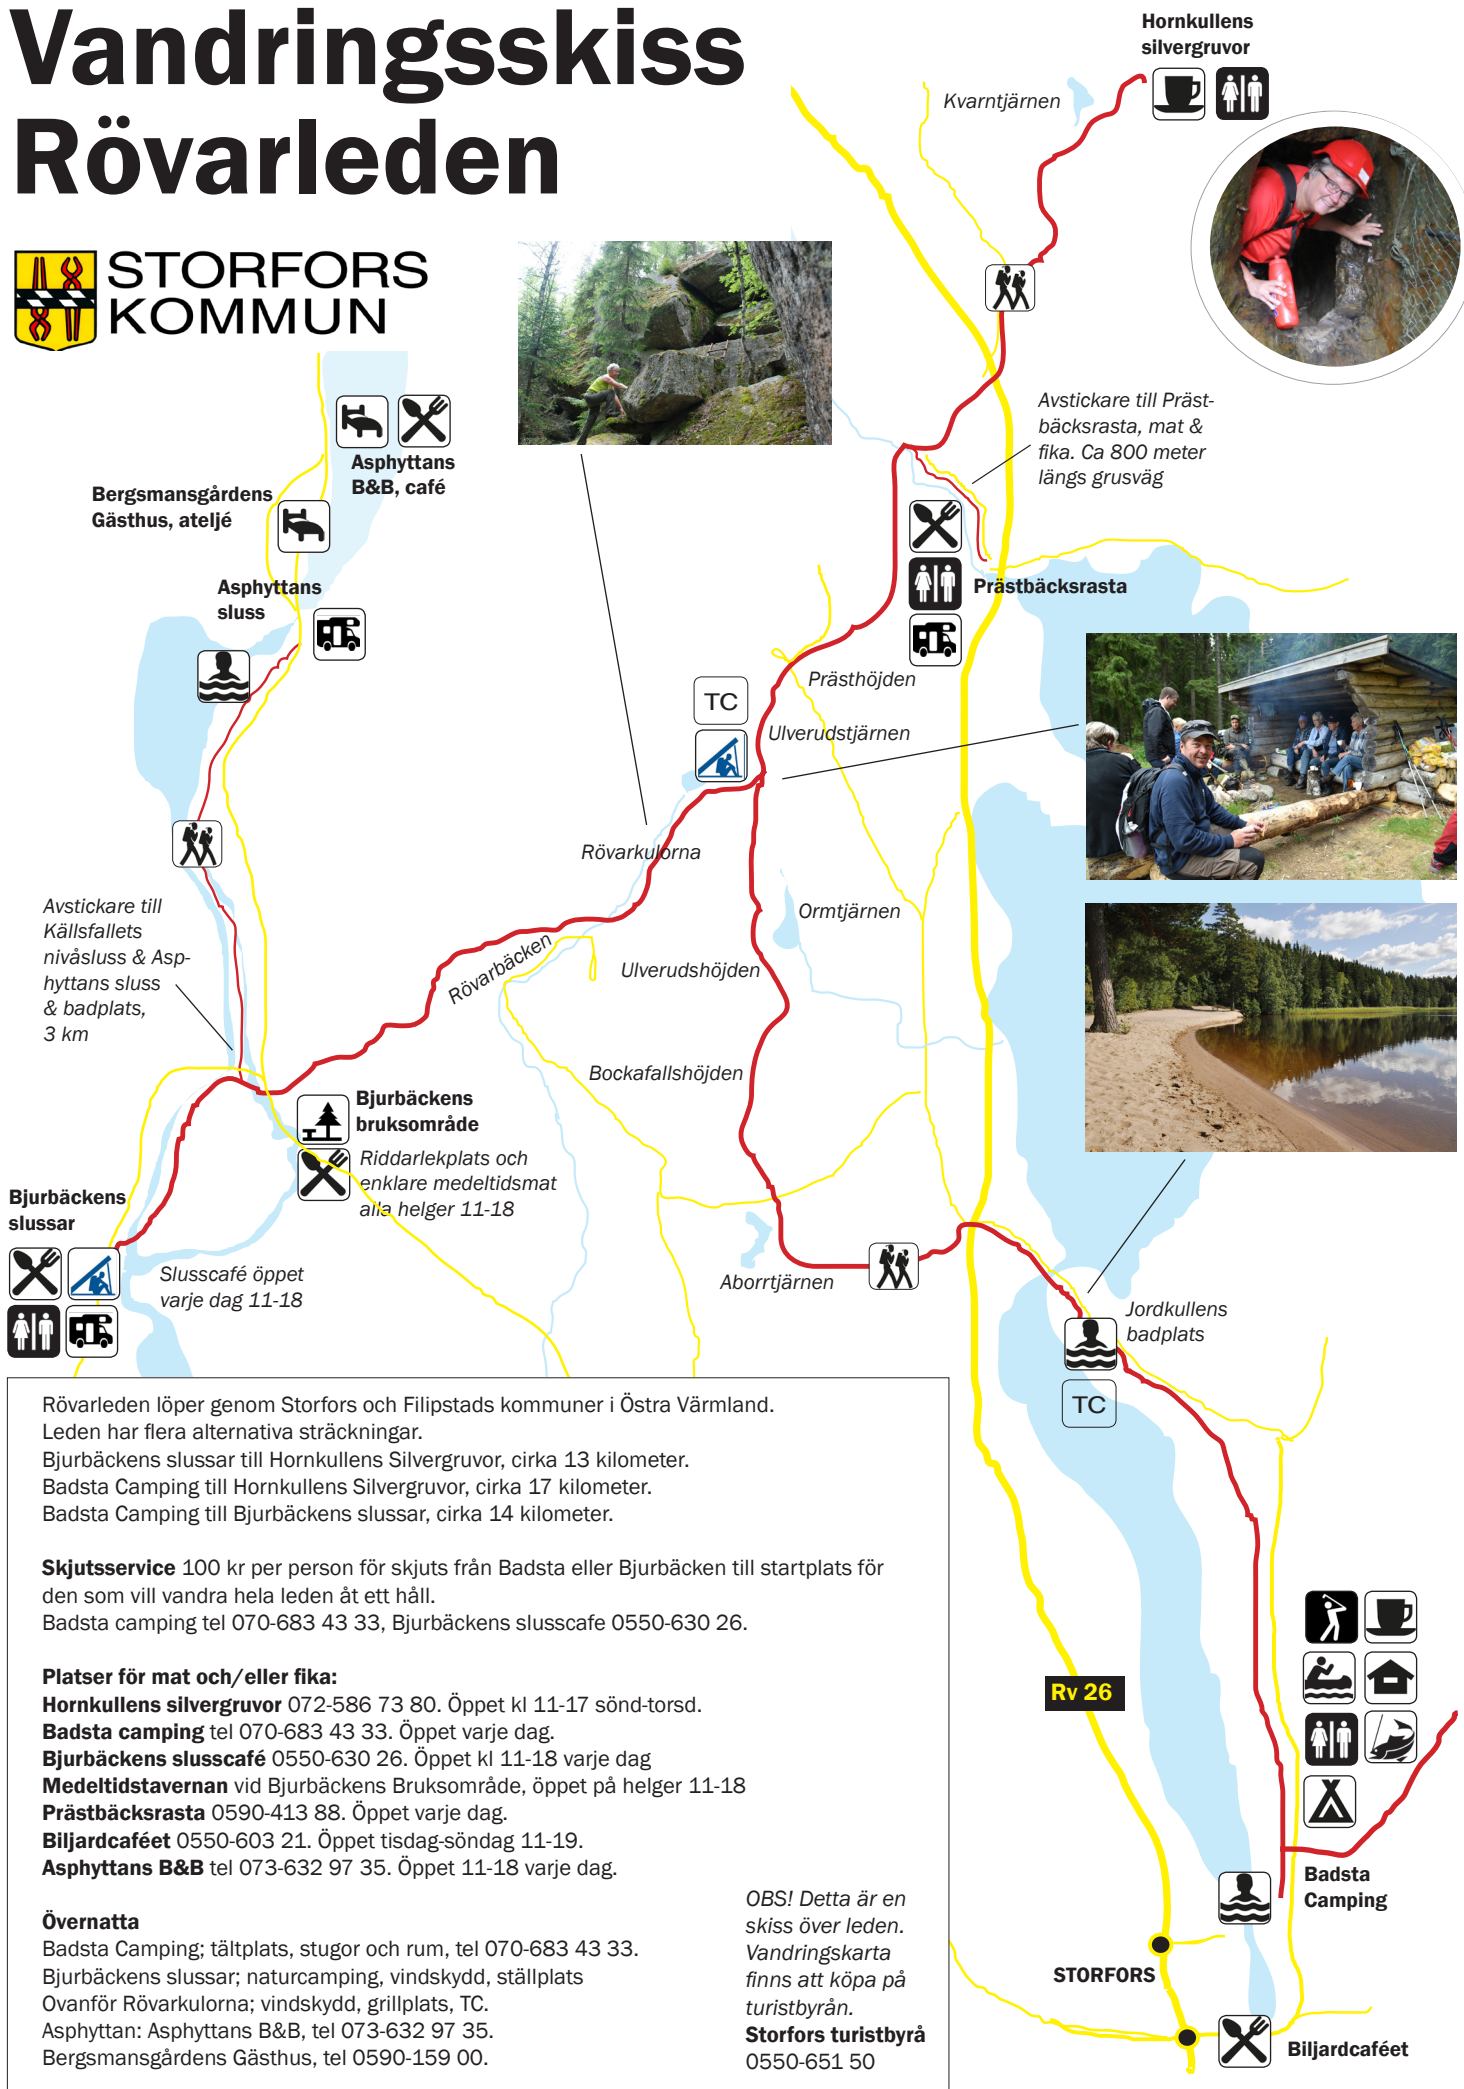 Vandringsskiss
Rövarleden
STORFORS
KOMMUN
Hornkullens
silvergruvor
Kvarntjärnen
Avstickare till Präst-
bäcksrasta, mat &
fika. Ca 800 meter
längs grusväg
Asphyttans
B&B, café
Bergsmansgårdens
Gästhus, ateljé
Asphyttans
sluss
Prästbäcksrasta
Prästhöjden
TC
Ulverudstjärnen
Rövarkulorna
Avstickare till
Källsfallets
nivåsluss & Asp-
hyttans sluss
& badplats,
3 km
Ormtjärnen
Rövarbäcken
Ulverudshöjden
Bockafallshöjden
Bjurbäckens
bruksområde
Riddarlekplats och
enklare medeltidsmat
alla helger 11-18
Bjurbäckens
slussar
Slusscafé öppet
varje dag 11-18
Aborrtjärnen
Jordkullens
badplats
TC
Rövarleden löper genom Storfors och Filipstads kommuner i Östra Värmland.
Leden har flera alternativa sträckningar.
Bjurbäckens slussar till Hornkullens Silvergruvor, cirka 13 kilometer.
Badsta Camping till Hornkullens Silvergruvor, cirka 17 kilometer.
Badsta Camping till Bjurbäckens slussar, cirka 14 kilometer.
Skjutsservice 100 kr per person för skjuts från Badsta eller Bjurbäcken till startplats för
den som vill vandra hela leden åt ett håll.
Badsta camping tel 070-683 43 33, Bjurbäckens slusscafe 0550-630 26.
Platser för mat och/eller fika:
Hornkullens silvergruvor 072-586 73 80. Öppet kl 11-17 sönd-torsd.
Badsta camping tel 070-683 43 33. Öppet varje dag.
Bjurbäckens slusscafé 0550-630 26. Öppet kl 11-18 varje dag
Medeltidstavernan vid Bjurbäckens Bruksområde, öppet på helger 11-18
Prästbäcksrasta 0590-413 88. Öppet varje dag.
Biljardcaféet 0550-603 21. Öppet tisdag-söndag 11-19.
Asphyttans B&B tel 073-632 97 35. Öppet 11-18 varje dag.
Övernatta
Badsta Camping; tältplats, stugor och rum, tel 070-683 43 33.
Bjurbäckens slussar; naturcamping, vindskydd, ställplats
Ovanför Rövarkulorna; vindskydd, grillplats, TC.
Asphyttan: Asphyttans B&B, tel 073-632 97 35.
Bergsmansgårdens Gästhus, tel 0590-159 00.
OBS! Detta är en
skiss över leden.
Vandringskarta
finns att köpa på
turistbyrån.
Storfors turistbyrå
0550-651 50
Rv 26
Badsta
Camping
STORFORS
Biljardcaféet